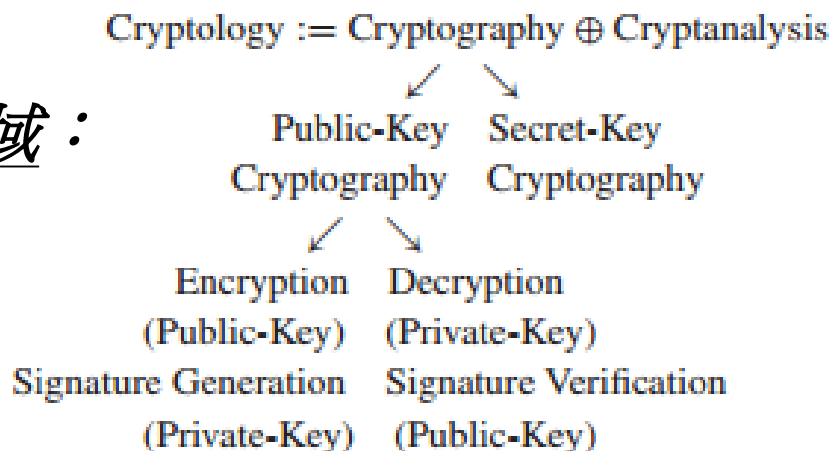 Cryptology := Cryptography ⊕ Cryptanalysis
域：
Public-Key Secret-Key
Cryptography Cryptography
Encryption Decryption
(Public-Key) (Private-Key)
Signature Generation Signature Verification
(Private-Key) (Public-Key)